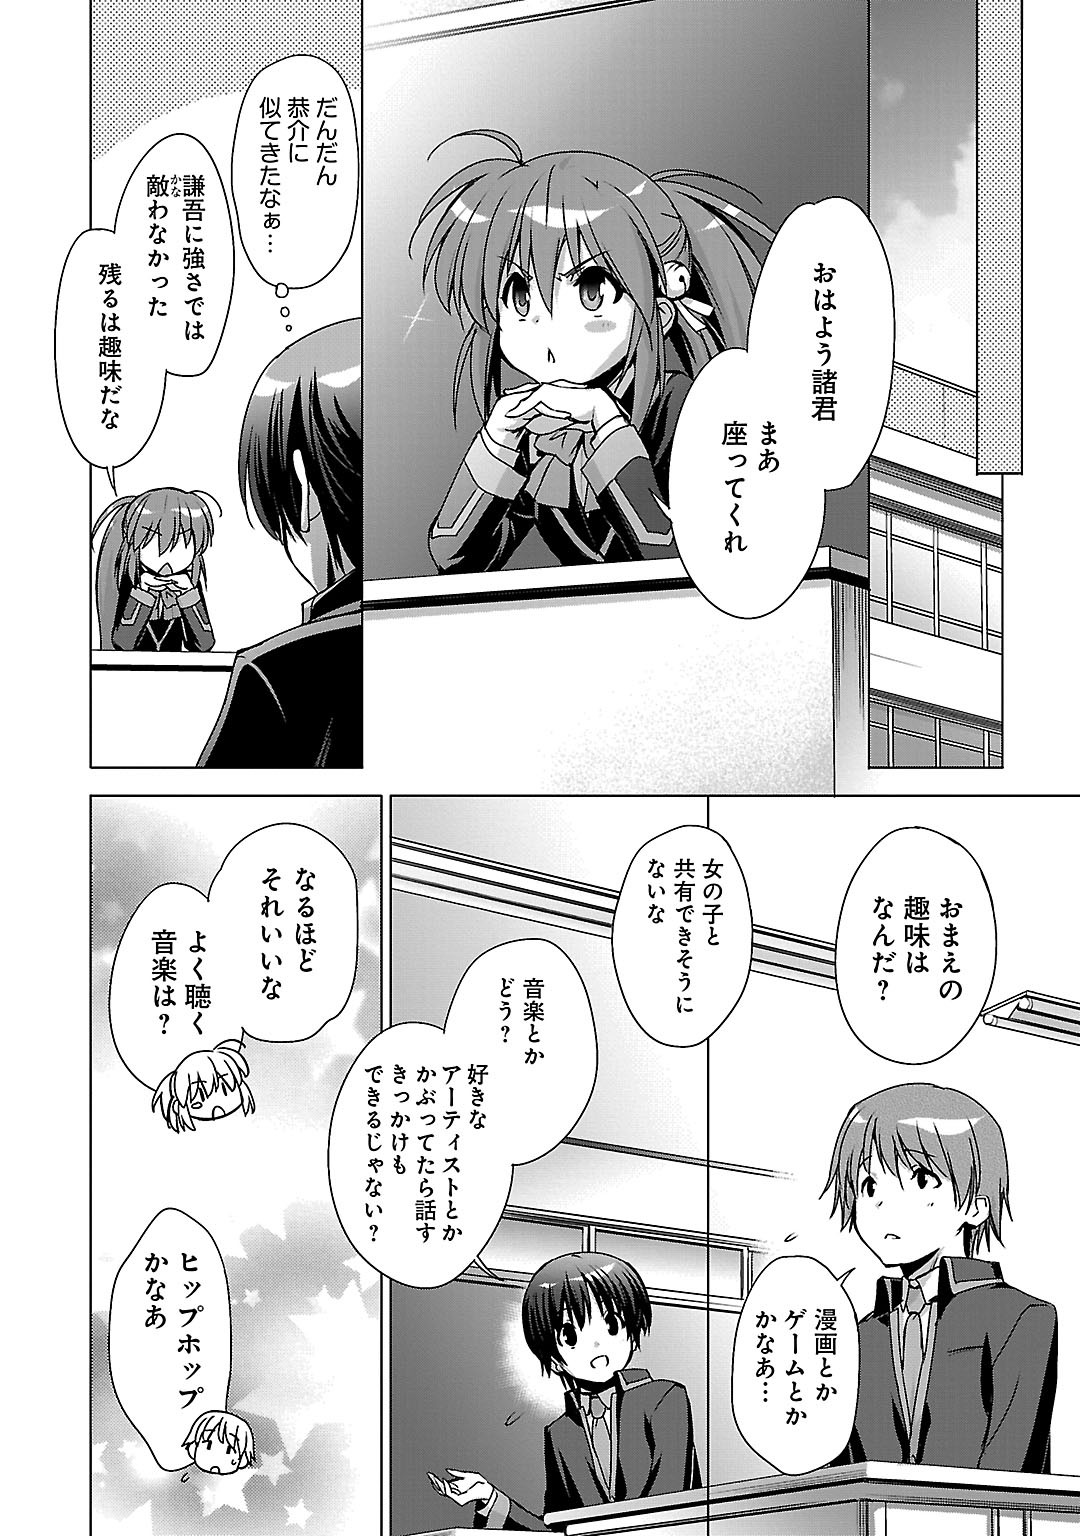 おはよう諸君
まあ
座ってくれ
だんだん
恭介に
似てきたなぁ…
謙吾に強さでは
敵わなかった
かな
残るは趣味だな
おまえの
趣味は
なんだ？
漫画とか
ゲームとか
かなあ…
女の子と
共有できそうに
ないな
音楽とか
どう？
好きな
アーティストとか
かぶってたら話す
きっかけも
できるじゃない？
なるほど
それいいな
よく聴く
音楽は？
ヒップホップ
かなあ